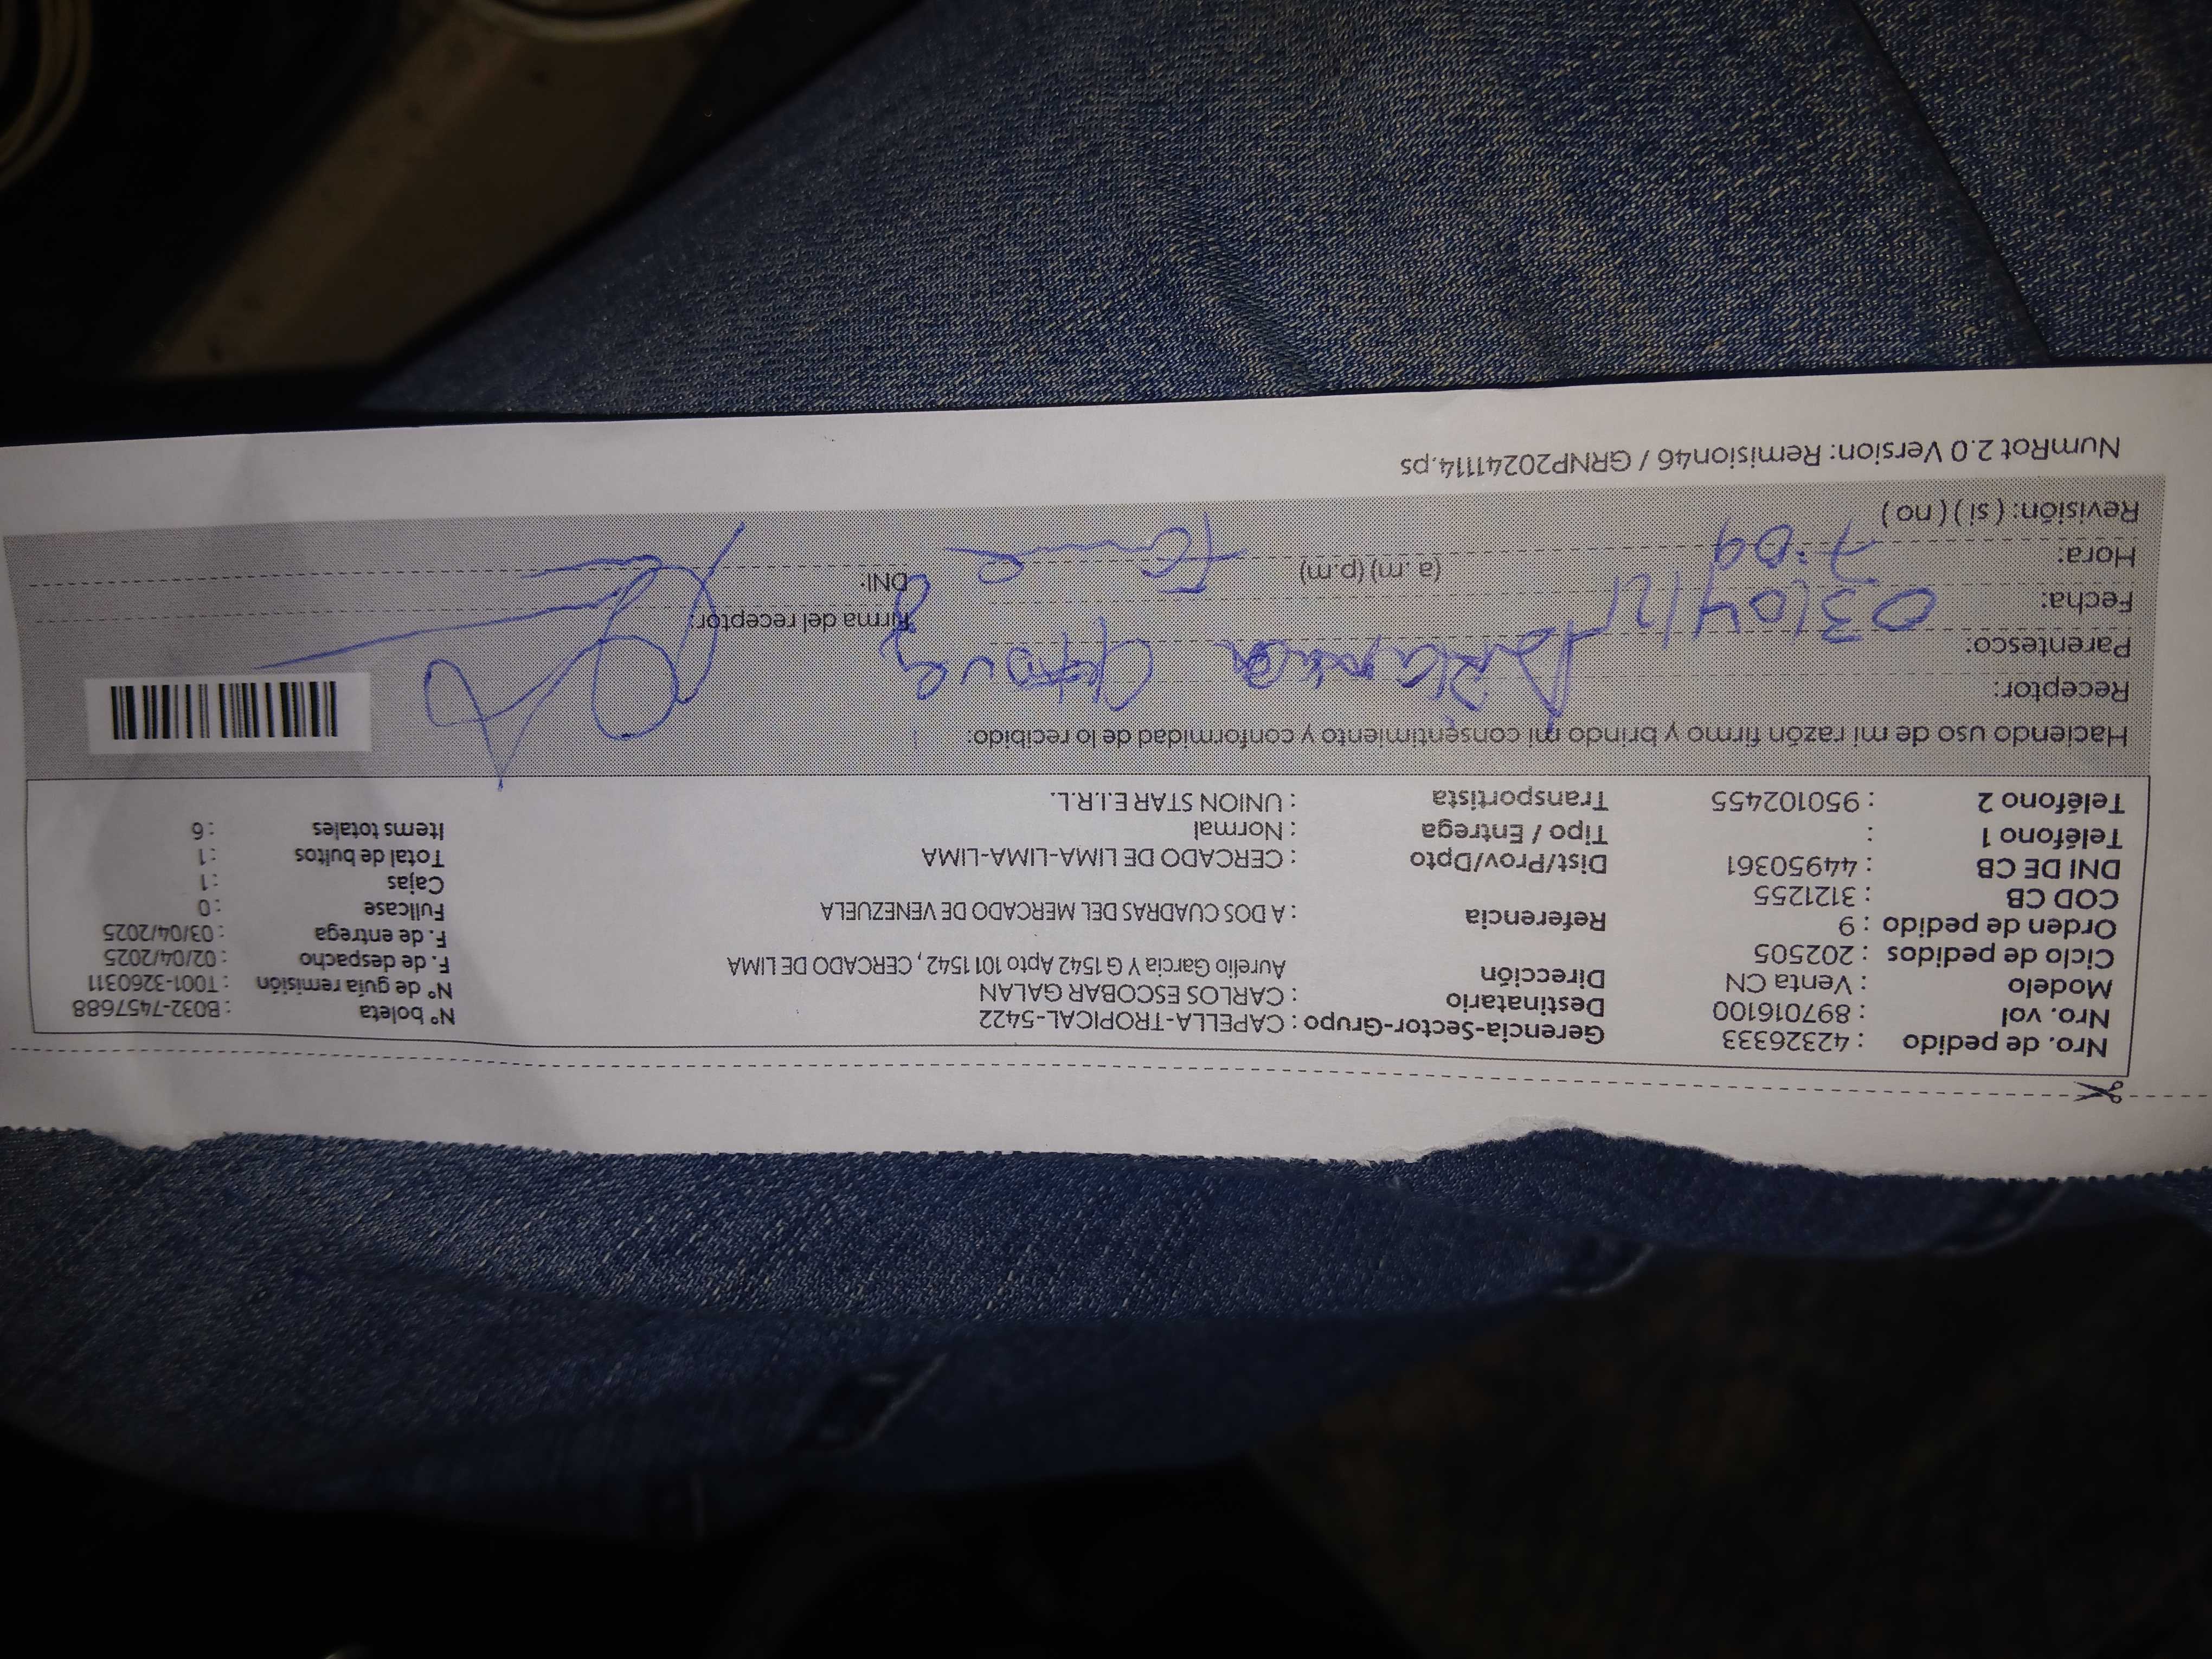 Nro. de pedido : 42326333 Gerencia-Sector-Grupo : CAPELLA-TROPICAL-5422 N° boleta : B032-7457688
Nro. vol : 897016100 Destinatario : CARLOS ESCOBAR GALAN N° de guía remisión : T001-3260311
Modelo : Venta CN Dirección Aurelio Garcia Y G 1542 Apto 101 1542 , CERCADO DE LIMA F. de despacho : 02/04/2025
Ciclo de pedidos : 202505 F. de entrega : 03/04/2025
Orden de pedido : 9 Referencia : A DOS CUADRAS DEL MERCADO DE VENEZUELA Fullcase : 0
COD CB : 3121255 Cajas : 1
DNI DE CB : 44950361 Dist/Prov/Dpto : CERCADO DE LIMA-LIMA-LIMA Total de bultos : 1
Teléfono 1 : Tipo / Entrega : Normal Items totales : 6
Teléfono 2 : 950102455 Transportista : UNION STAR E.I.R.L.
Haciendo uso de mi razón firmo y brindo mi consentimiento y conformidad de lo recibido:
Receptor:
Parentesco:
Fecha: 03/04/2 Firma del receptor:
Hora: 7:09 (a. m) (p.m) DNI:
Revisión: ( si ) ( no )
NumRot 2.0 Version: Remision46 / GRNP20241114.ps